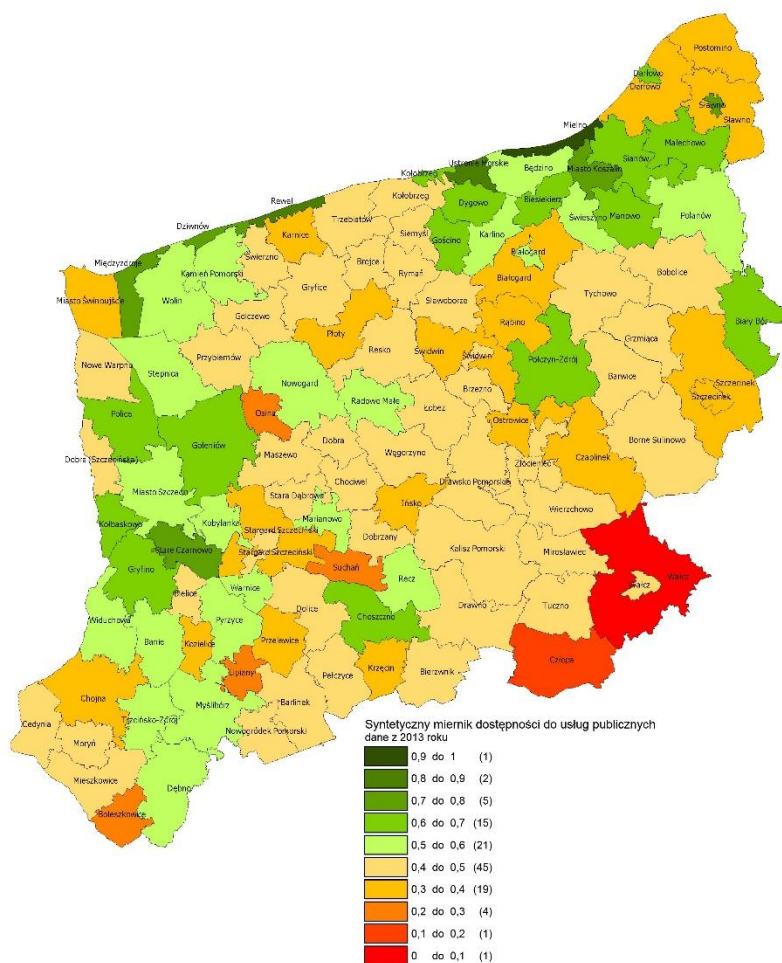 Postomino
Darłowo
Darłowo
Sławno
Sławno
Mielno
Malechowo
Ustronie Morskie
Sianów
Będzino
Miasto Koszalin
Kołobrzeg
Kołobrzeg
Rewal
Dygowo
Biesiekierz
Manowo
Polanów
Trzebiatów
Dziwnów
Karnice
Siemyśl
Gościno
Karlino
Świeszyno
Międzyzdroje
Świerzno
Brojce
Rymań
Białogard
Białogard
Bobolice
Kamień Pomorski
Miasto Świnoujście
Wolin
Gryfice
Sławoborze
Tychowo
Golczewo
Rąbino
Biały Bór
Płoty
Świdwin
Świdwin
Grzmiąca
Nowe Warpno
Przybiernów
Resko
Połczyn-Zdrój
Stepnica
Brzeżno
Barwice
Szczecinek
Szczecinek
Nowogard
Radowo Małe
Police
Osina
Łobez
Ostrowice
Goleniów
Dobra
Borne Sulinowo
Maszewo
Węgorzyno
Złocieniec
Czaplinek
Dobra (Szczecińska)
Chociwel
Drawsko Pomorskie
Miasto Szczecin
Stara Dąbrowa
Ińsko
Wierzchowo
Kobylanka
Marianowo
Kołbaskowo
Stargard Szczeciński
Dobrzany
Stare Czarnowo
Stargard Szczeciński
Kalisz Pomorski
Mirosławiec
Gryfino
Suchań
Recz
Wałcz
Wałcz
Bielice
Warnice
Dolice
Drawno
Tuczno
Widuchowa
Pyrzyce
Choszczno
Banie
Kozielice
Przelewice
Człopa
Lipiany
Pełczyce
Krzęcin
Bierzwnik
Chojna
Myślibórz
Barlinek
Cedynia
Trzcińsko-Zdrój
Nowogródek Pomorski
Moryń
Mieszkowice
Dębno
Boleszkowice
Syntetyczny miernik dostępności do usług publicznych
dane z 2013 roku
0,9 do 1 (1)
0,8 do 0,9 (2)
0,7 do 0,8 (5)
0,6 do 0,7 (15)
0,5 do 0,6 (21)
0,4 do 0,5 (45)
0,3 do 0,4 (19)
0,2 do 0,3 (4)
0,1 do 0,2 (1)
0 do 0,1 (1)